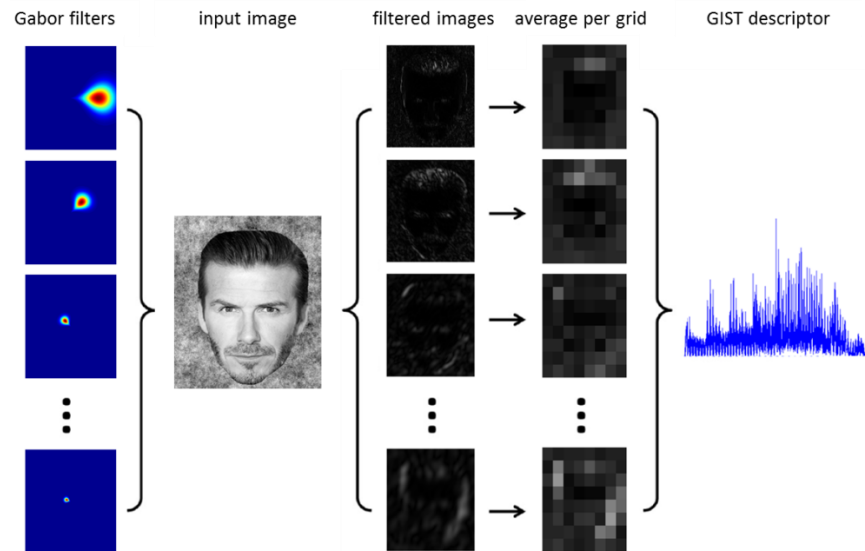 Gabor filters
input image
filtered images
average per grid
GIST descriptor